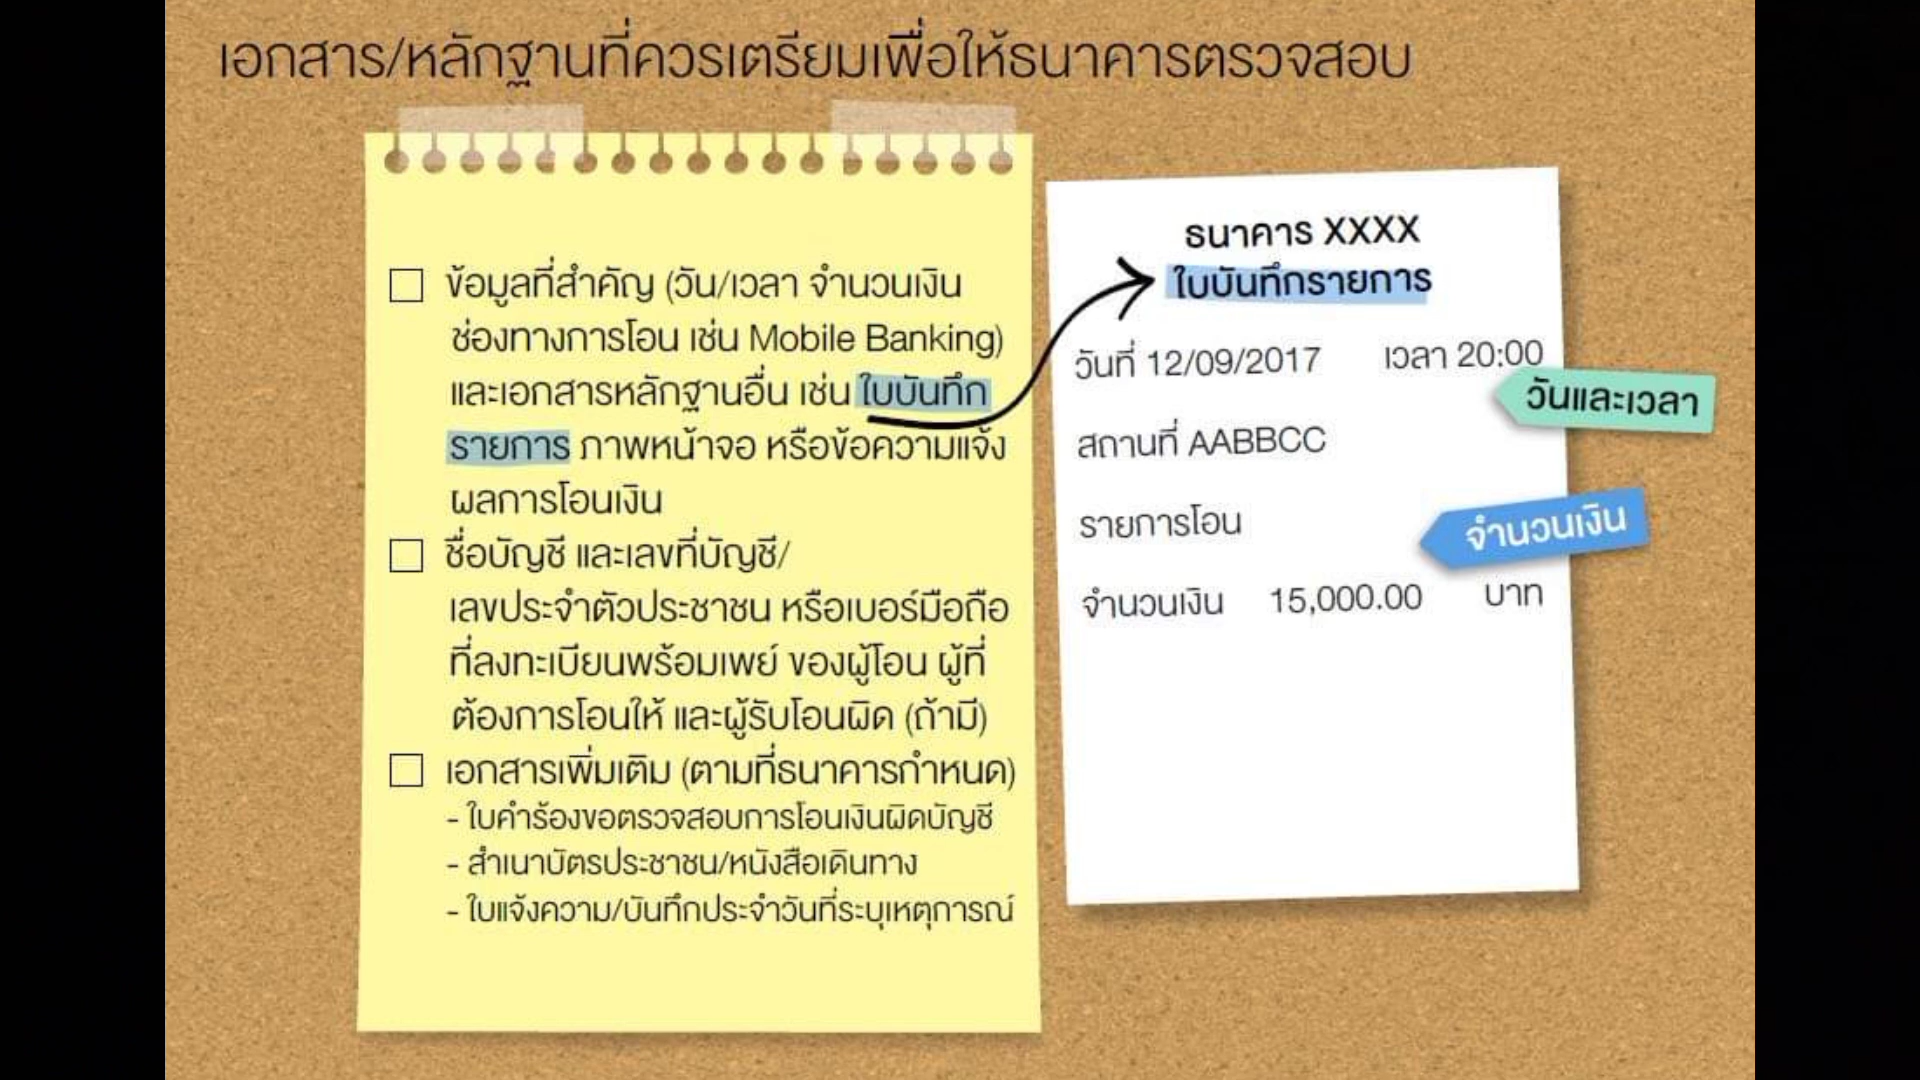 เอกสาร/หลักฐานที่ควรเตรียมเพื่อให้ธนาคารตรวจสอบ
ข้อมูลที่สำคัญ (วัน/เวลา จำนวนเงิน
ช่องทางการโอน เช่น Mobile Banking)
และเอกสารหลักฐานอื่น เช่น ใบบันทึก
รายการ ภาพหน้าจอ หรือข้อความแจ้ง
ผลการโอนเงิน
ชื่อบัญชี และเลขที่บัญชี/
เลขประจำตัวประชาชน หรือเบอร์มือถือ
ที่ลงทะเบียนพร้อมเพย์ ของผู้โอน ผู้ที่
ต้องการโอนให้ และผู้รับโอนผิด (ถ้ามี)
เอกสารเพิ่มเติม (ตามที่ธนาคารกำหนด)
- ใบคำร้องขอตรวจสอบการโอนเงินผิดบัญชี
- สำเนาบัตรประชาชน/หนังสือเดินทาง
- ใบแจ้งความ/บันทึกประจำวันที่ระบุเหตุการณ์
ธนาคาร XXXX
ใบบันทึกรายการ
วันที่ 12/09/2017 เวลา 20:00
วันและเวลา
สถานที่ AABBCC
รายการโอน
จำนวนเงิน
จำนวนเงิน 15,000.00 บาท